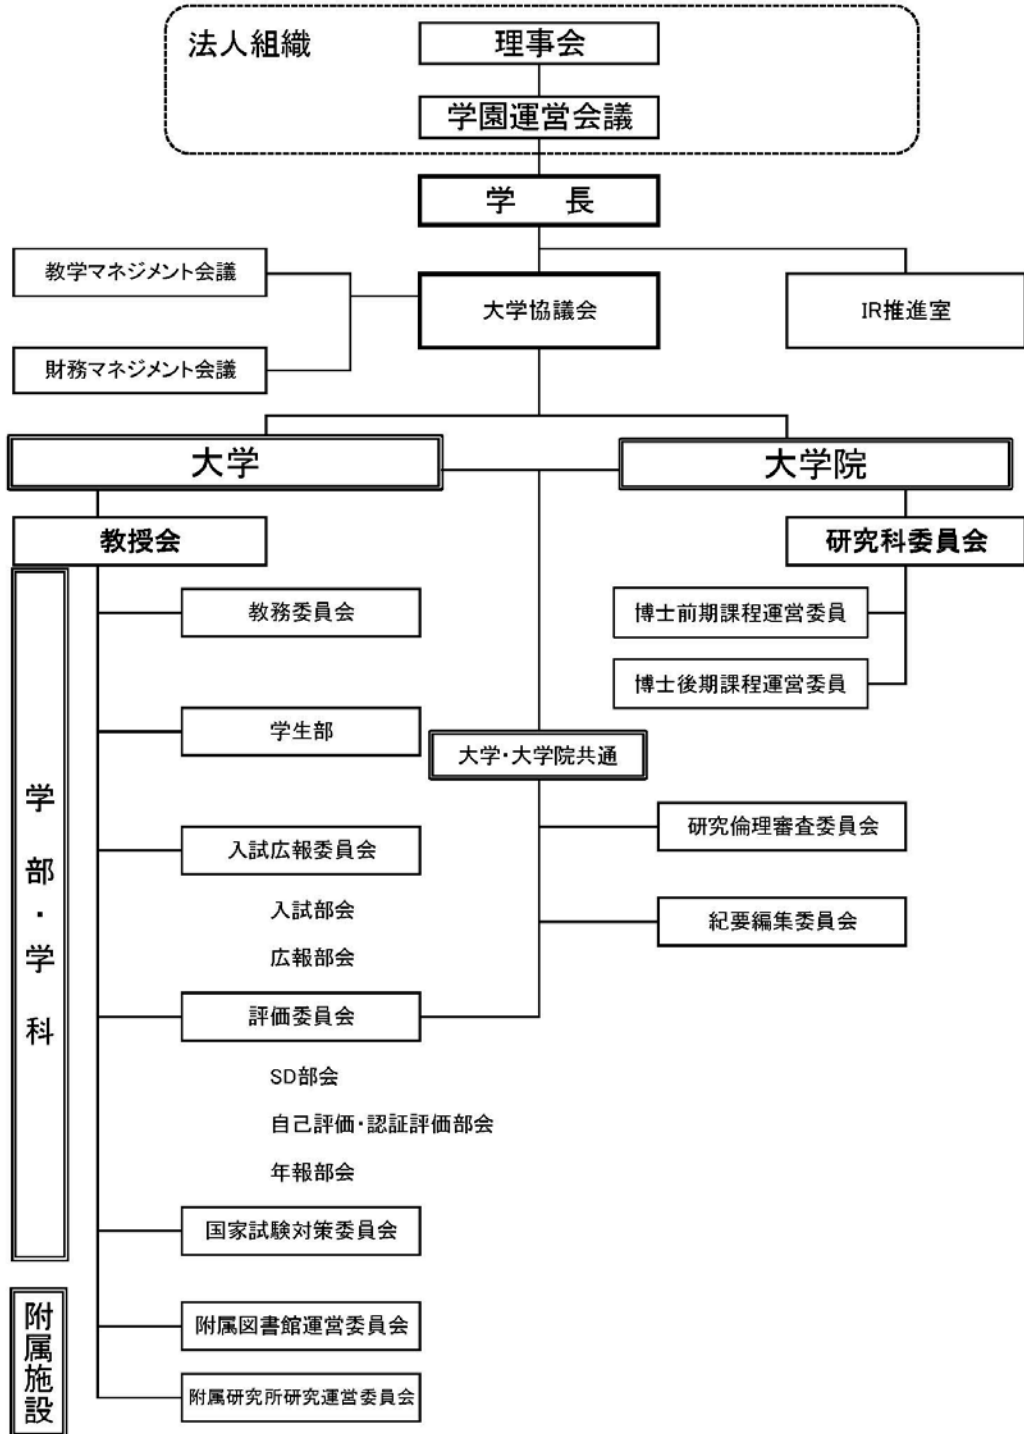 法人組織
理事会
学園運営会議
学　長
教学マネジメント会議
大学協議会
IR推進室
財務マネジメント会議
大学
大学院
教授会
研究科委員会
学部・学科
教務委員会
博士前期課程運営委員
博士後期課程運営委員
学生部
大学・大学院共通
入試広報委員会
研究倫理審査委員会
入試部会
紀要編集委員会
広報部会
評価委員会
SD部会
自己評価・認証評価部会
年報部会
国家試験対策委員会
附属施設
附属図書館運営委員会
附属研究所研究運営委員会